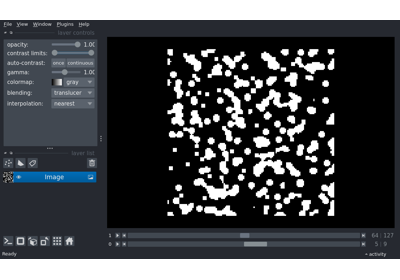 File View Window Plugins Help
layer controls
opacity: 1.00
contrast limits:
auto-contrast: once continuous
gamma: 1.00
colormap: gray
blending: translucer
interpolation: nearest
layer list
Image
1 64 127
0 5 9
Ready activity